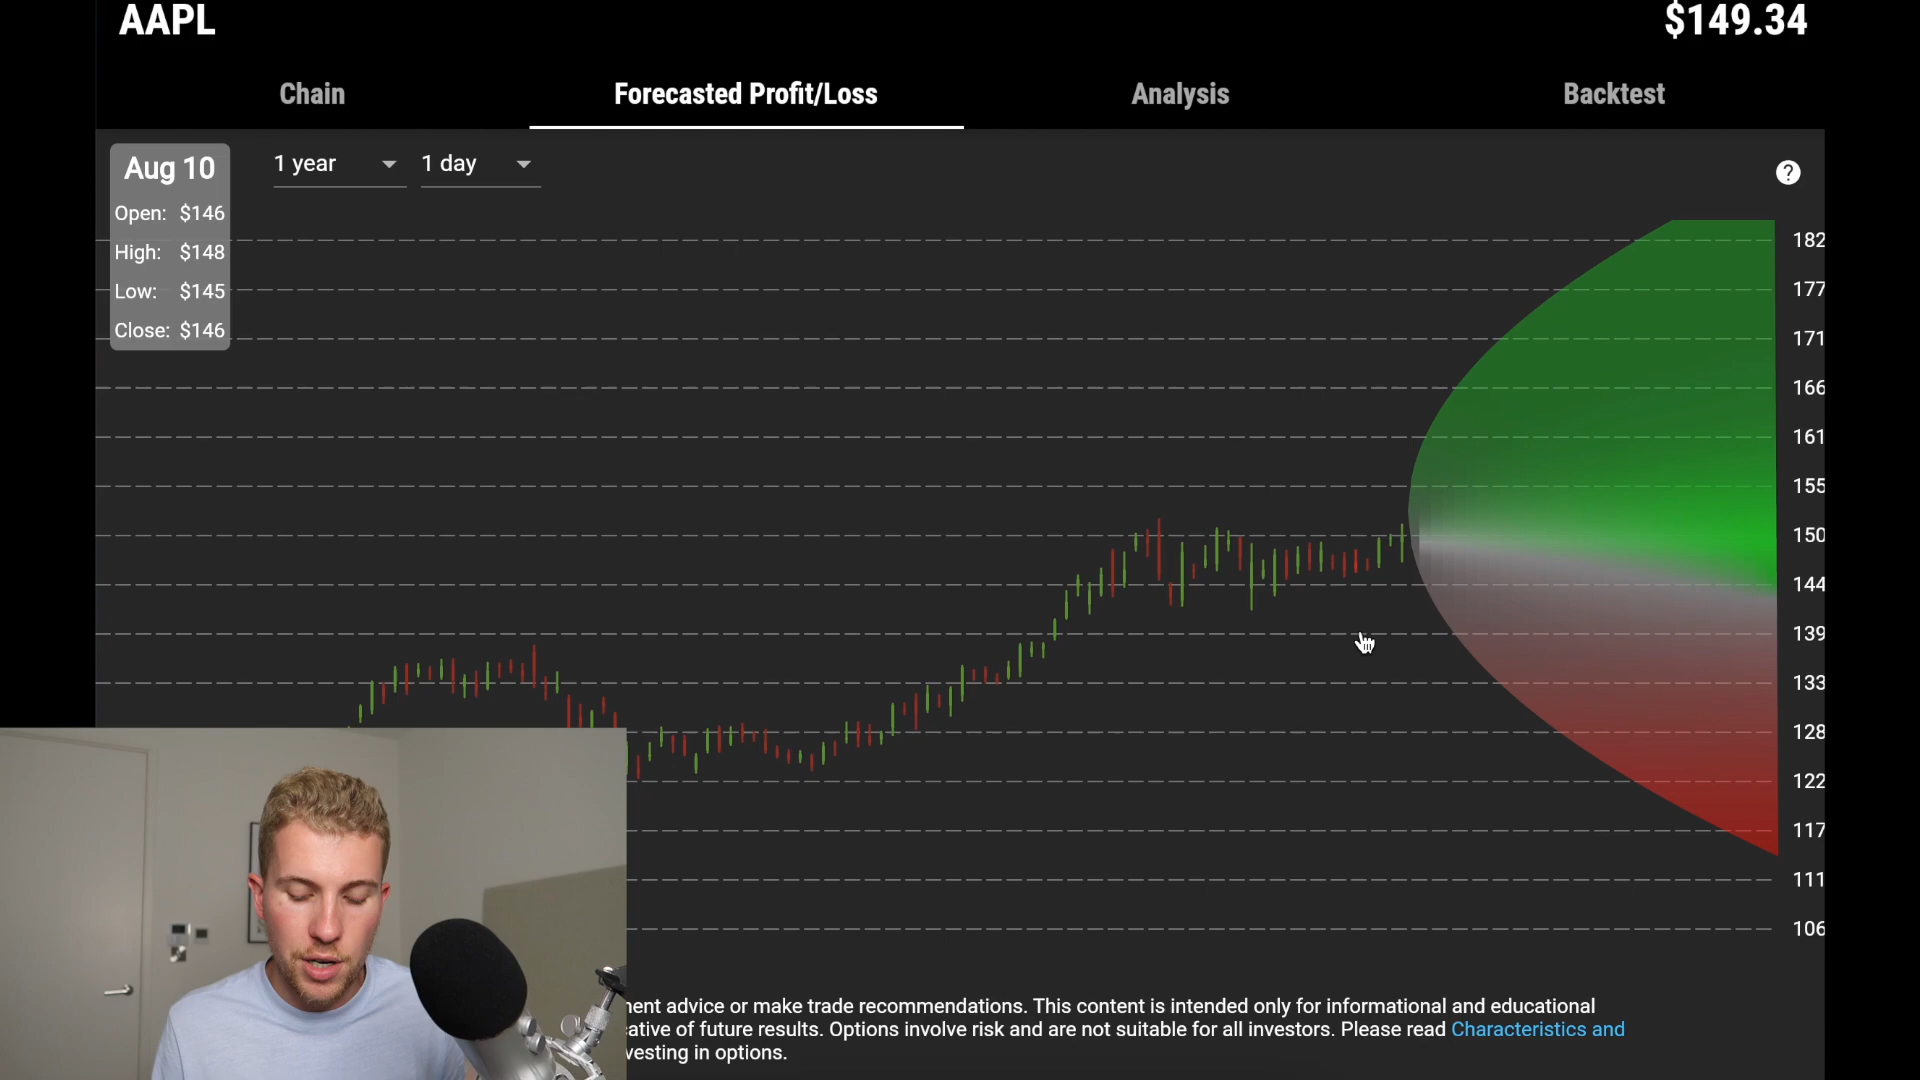 AAPL
$149.34
Chain
Forecasted Profit/Loss
Analysis
Backtest
Aug 10
Open: $146
High: $148
Low: $145
Close: $146
1 year
1 day
?
182
177
171
166
161
155
150
144
139
133
128
122
117
111
106
advice or make trade recommendations. This content is intended only for informational and educational
of future results. Options involve risk and are not suitable for all investors. Please read Characteristics and
in options.